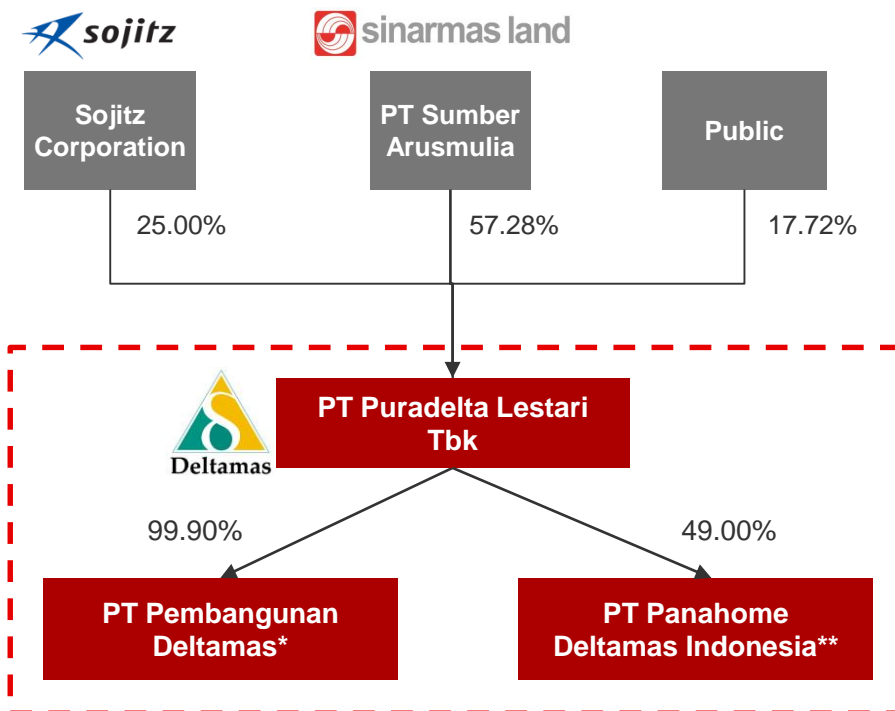 sojitz
sinarmas land
Sojitz
Corporation
PT Sumber
Arusmulia
Public
25.00%
57.28%
17.72%
PT Puradelta Lestari
Tbk
Deltamas
99.90%
49.00%
PT Pembangunan
Deltamas*
PT Panahome
Deltamas Indonesia**